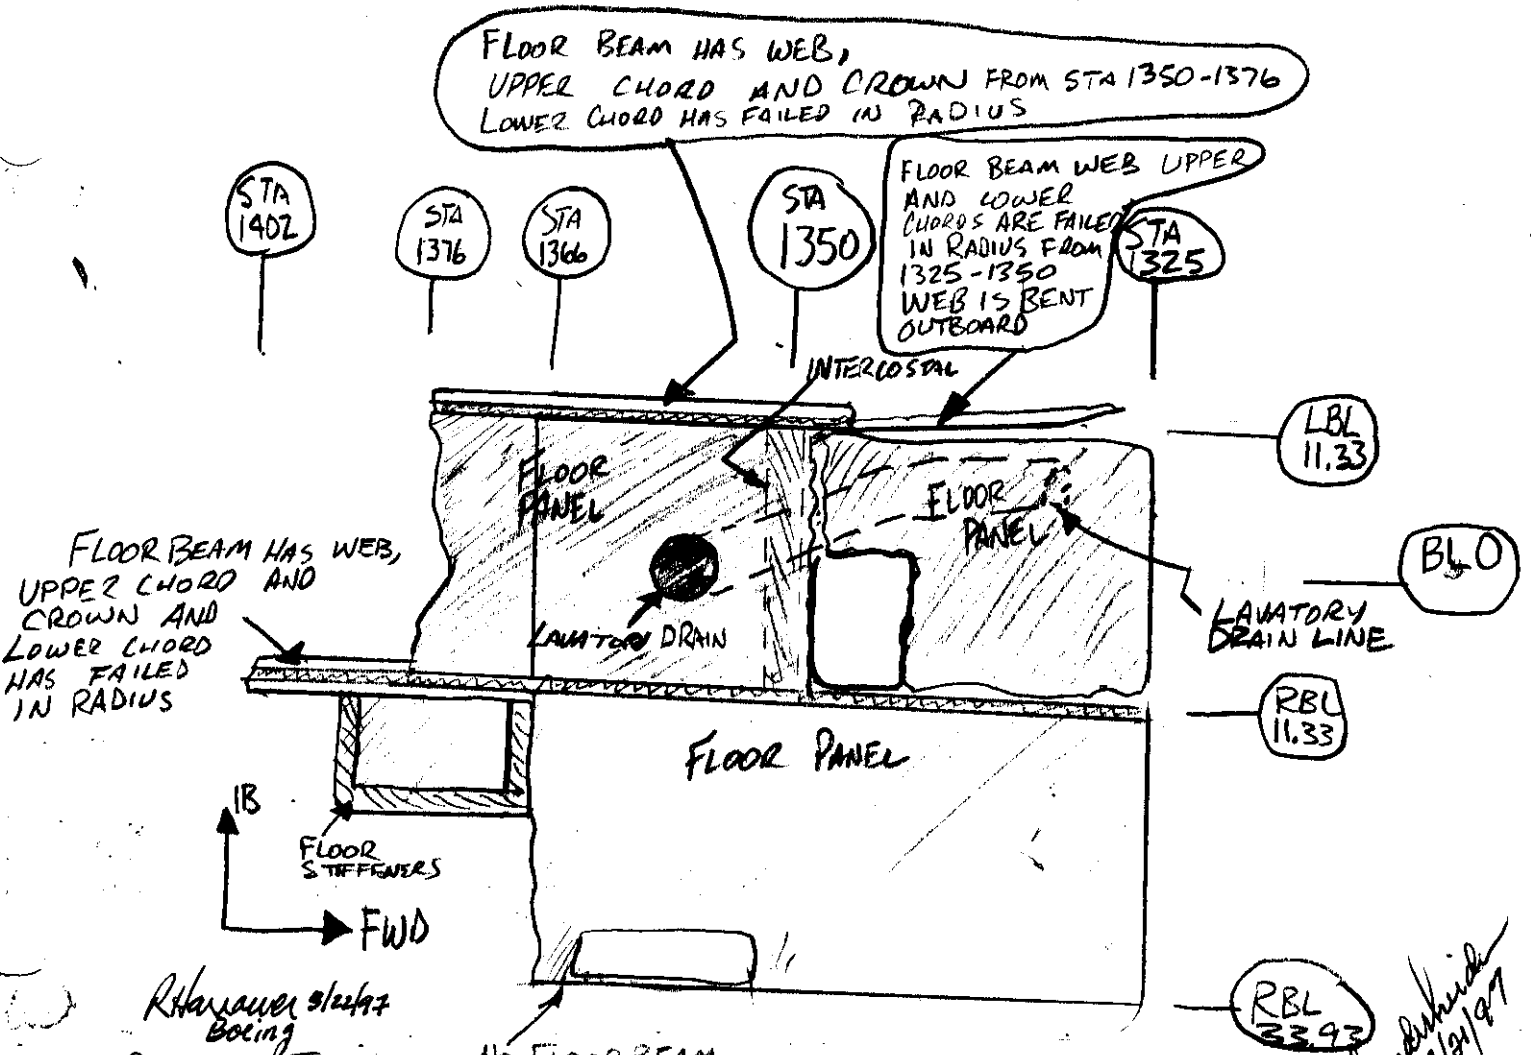 FLOOR BEAM HAS WEB,
UPPER CHORD AND CROWN FROM STA 1350-1376
LOWER CHORD HAS FAILED IN RADIUS
FLOOR BEAM WEB UPPER
AND LOWER
CHORDS ARE FAILED
IN RADIUS FROM
1325-1350
WEB IS BENT
OUTBOARD
STA
1402
STA
1376
STA
1366
STA
1350
STA
1325
INTERCOSTAL
LBL
11.33
FLOOR
PANEL
FLOOR
PANEL
BL 0
FLOOR BEAM HAS WEB,
UPPER CHORD AND
CROWN AND
LOWER CHORD
HAS FAILED
IN RADIUS
LAVATORY DRAIN
LAVATORY
DRAIN LINE
RBL
11.33
FLOOR PANEL
IB
FLOOR
STIFFENERS
FWD
Boeing
NO FLOOR BEAM
RBL
33.93